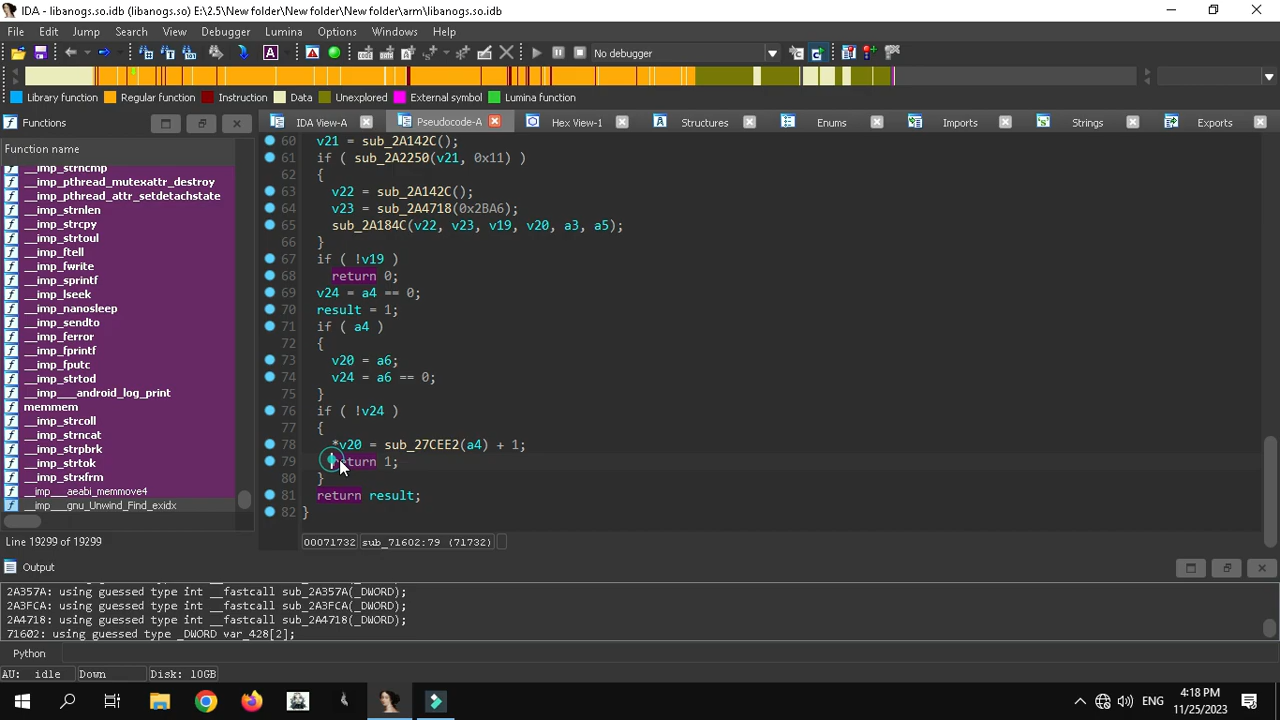 IDA - libanogs.so.idb (libanogs.so) E:\2.5\New folder\New folder\New folder\arm\libanogs.so.idb
File Edit Jump Search View Debugger Lumina Options Windows Help
No debugger
Library function Regular function Instruction Data Unexplored External symbol Lumina function
Functions
IDA View-A Pseudocode-A Hex View-1 Structures Enums Imports Strings Exports
Function name
__imp_strncmp
__imp_pthread_mutexattr_destroy
__imp_pthread_attr_setdetachstate
__imp_strnlen
__imp_strcpy
__imp_strtoul
__imp_ftell
__imp_fwrite
__imp_sprintf
__imp_lseek
__imp_nanosleep
__imp_sendto
__imp_ferror
__imp_fprintf
__imp_fputc
__imp_strtod
__imp___android_log_print
memmem
__imp_strcoll
__imp_strncat
__imp_strpbrk
__imp_strtok
__imp_strxfrm
__imp___aeabi_memmove4
__imp___gnu_Unwind_Find_exidx
Line 19299 of 19299
60 v21 = sub_2A142C();
61 if ( sub_2A2250(v21, 0x11) )
62 {
63 v22 = sub_2A142C();
64 v23 = sub_2A4718(0x2BA6);
65 sub_2A184C(v22, v23, v19, v20, a3, a5);
66 }
67 if ( !v19 )
68 return 0;
69 v24 = a4 == 0;
70 result = 1;
71 if ( a4 )
72 {
73 v20 = a6;
74 v24 = a6 == 0;
75 }
76 if ( !v24 )
77 {
78 *v20 = sub_27CEE2(a4) + 1;
79 return 1;
80 }
81 return result;
82 }
00071732 sub_71602:79 (71732)
Output
2A357A: using guessed type int __fastcall sub_2A357A(_DWORD);
2A3FCA: using guessed type int __fastcall sub_2A3FCA(_DWORD);
2A4718: using guessed type int __fastcall sub_2A4718(_DWORD);
71602: using guessed type _DWORD var_428[2];
Python
AU: idle Down Disk: 10GB
ENG
4:18 PM
11/25/2023